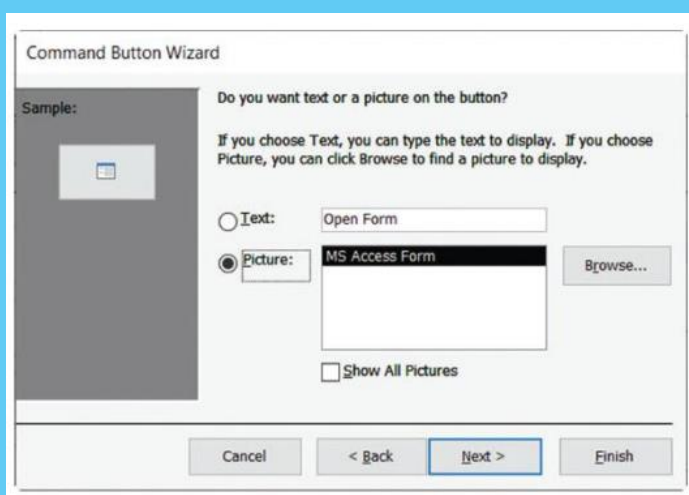 Command Button Wizard
Sample:
Do you want text or a picture on the button?
If you choose Text, you can type the text to display. If you choose
Picture, you can click Browse to find a picture to display.
Text:
Open Form
Picture:
MS Access Form
Browse...
Show All Pictures
Cancel
< Back
Next >
Finish